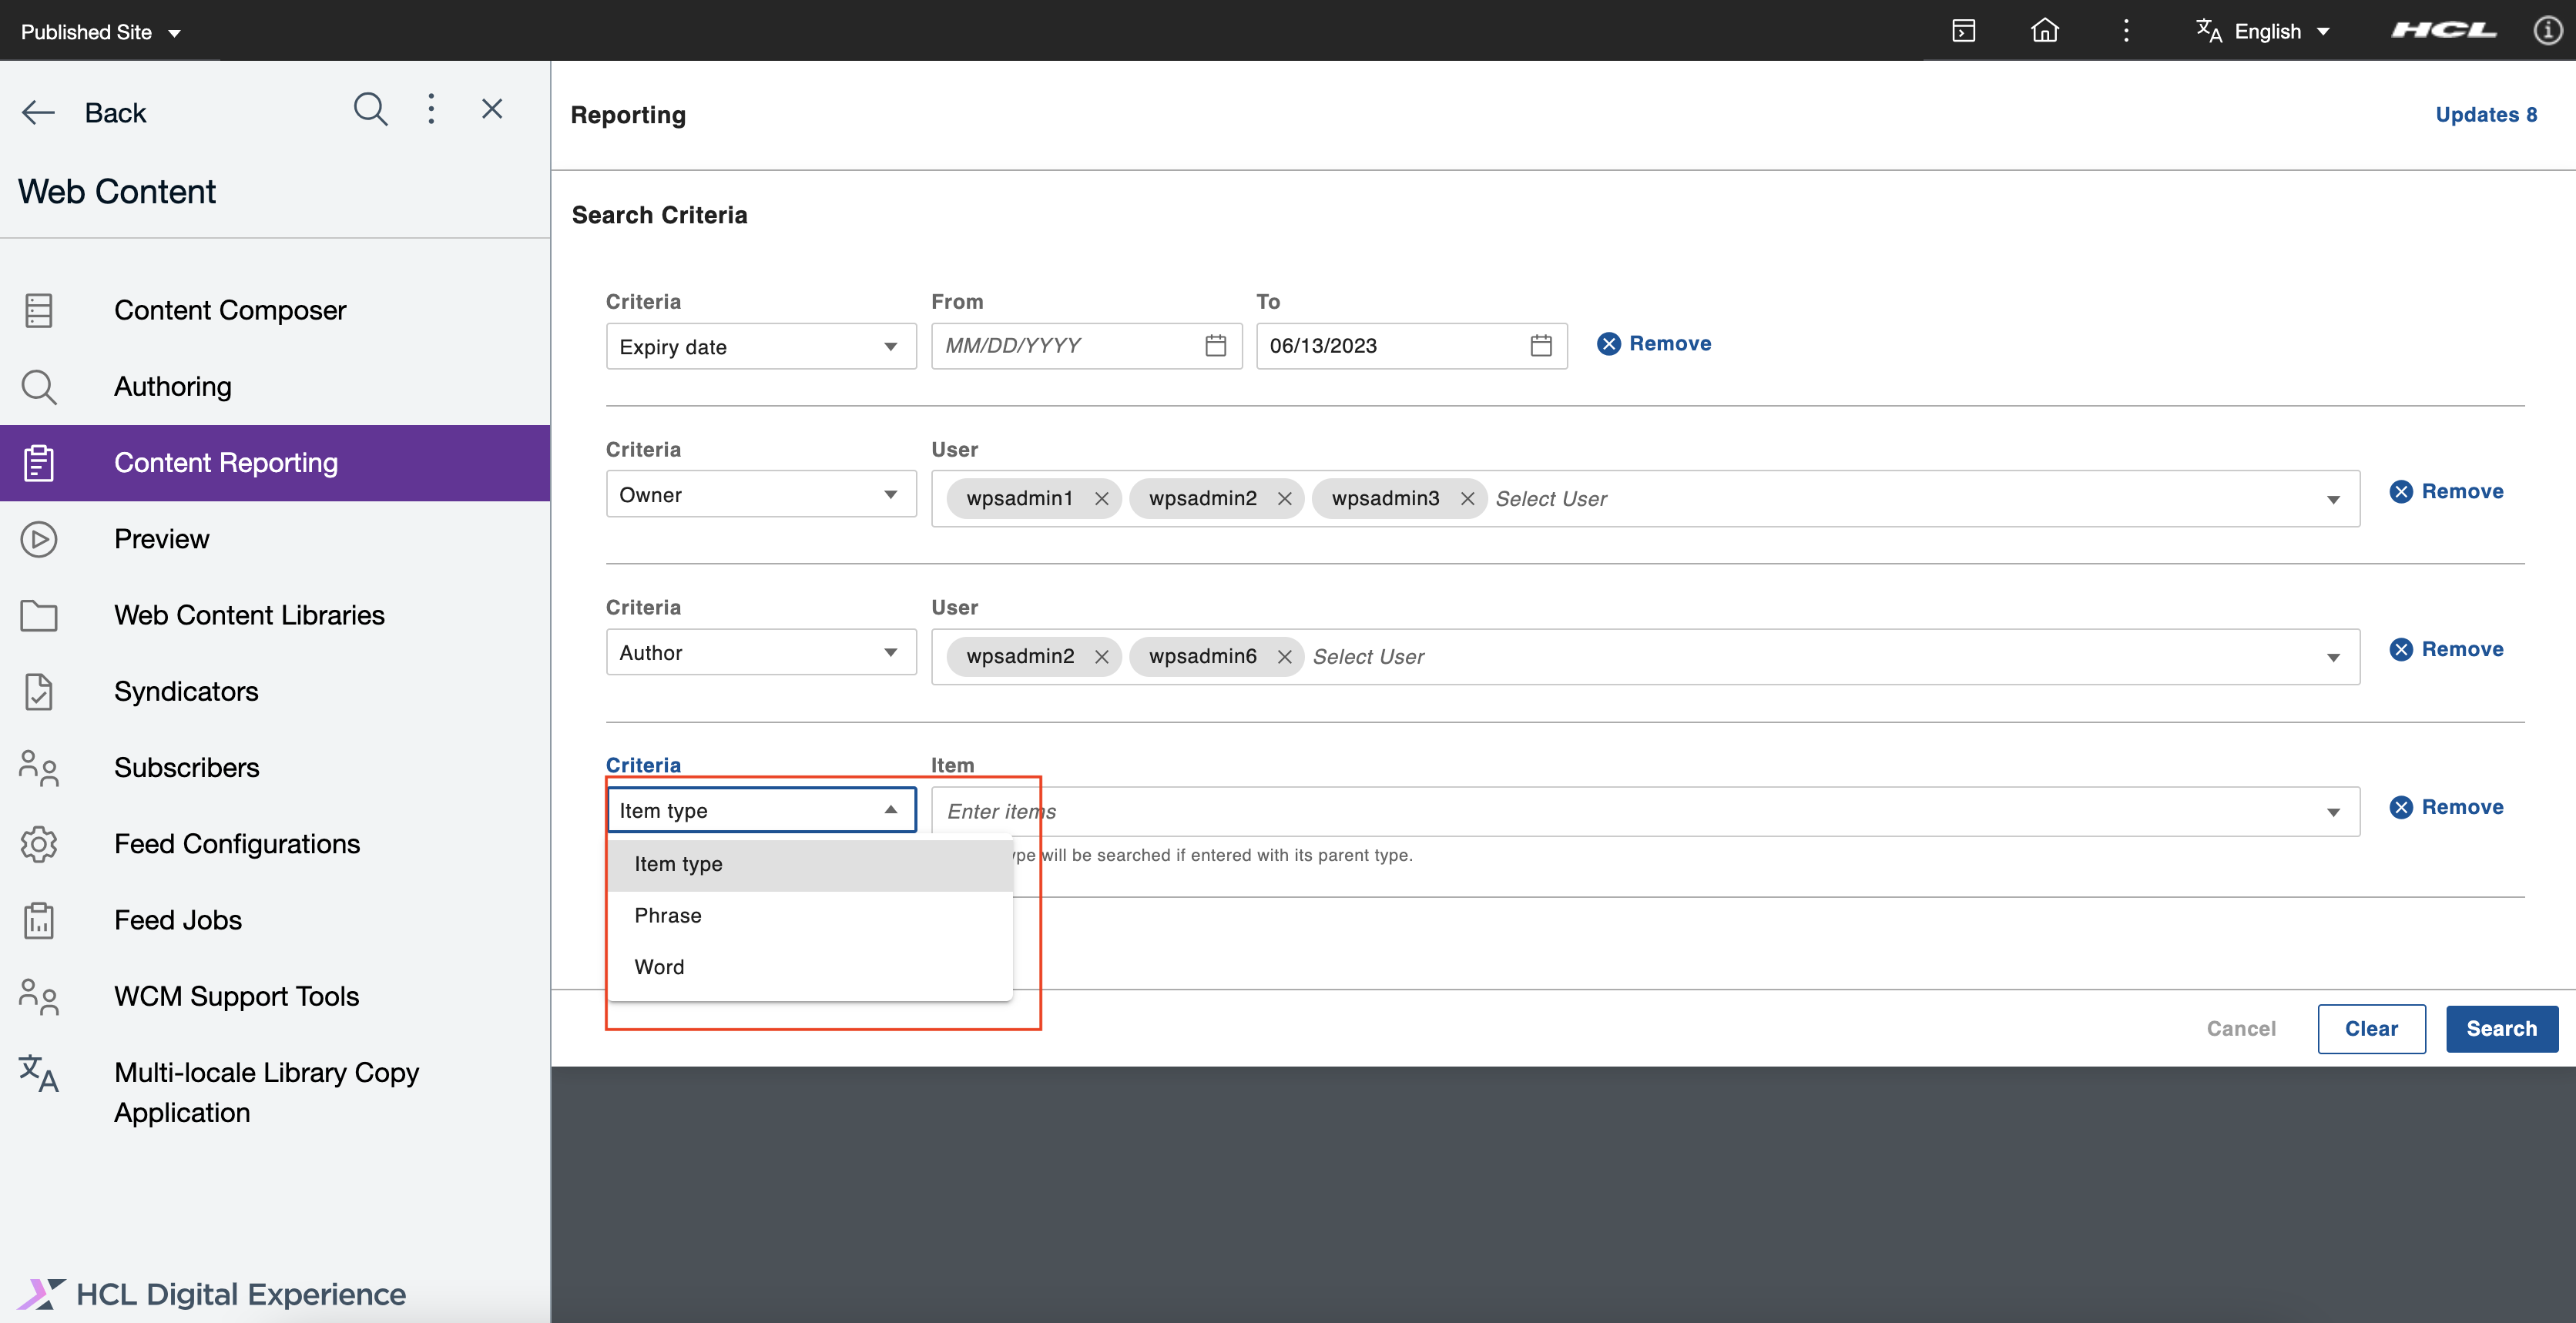 Published Site
English
HCL
Back
Web Content
Content Composer
Authoring
Content Reporting
Preview
Web Content Libraries
Syndicators
Subscribers
Feed Configurations
Feed Jobs
WCM Support Tools
Multi-locale Library Copy
Application
HCL Digital Experience
Reporting
Updates 8
Search Criteria
Criteria From To
Expiry date MM/DD/YYYY 06/13/2023 Remove
Criteria User
Owner wpsadmin1 wpsadmin2 wpsadmin3 Select User Remove
Criteria User
Author wpsadmin2 wpsadmin6 Select User Remove
Criteria Item
Item type Enter items Remove
will be searched if entered with its parent type.
Item type
Phrase
Word
Cancel Clear Search